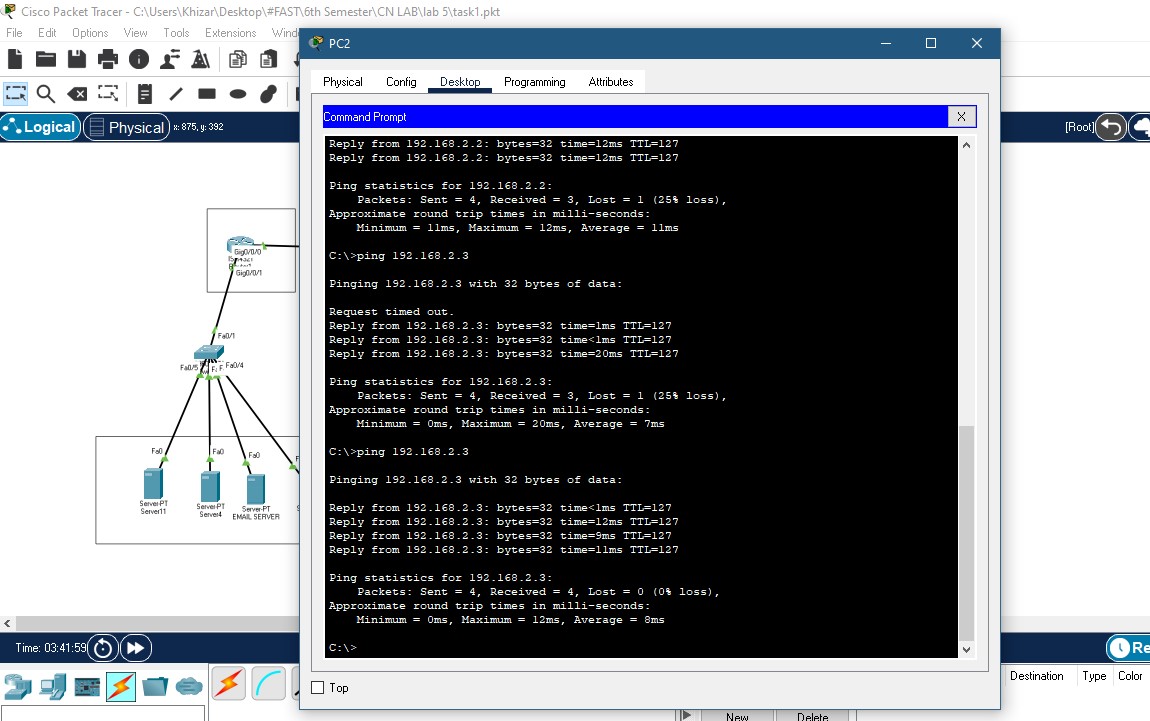 Cisco Packet Tracer - C:\Users\Khizar\Desktop\#FAST\6th Semester\CN LAB\lab 5\task1.pkt
File Edit Options View Tools Extensions
PC2
Physical Config Desktop Programming Attributes
Logical Physical x: 875, y: 392
[Root]
Command Prompt X
Reply from 192.168.2.2: bytes=32 time=12ms TTL=127
Reply from 192.168.2.2: bytes=32 time=12ms TTL=127
Ping statistics for 192.168.2.2:
Packets: Sent = 4, Received = 3, Lost = 1 (25% loss),
Approximate round trip times in milli-seconds:
Minimum = 11ms, Maximum = 12ms, Average = 11ms
C:\>ping 192.168.2.3
Pinging 192.168.2.3 with 32 bytes of data:
Request timed out.
Reply from 192.168.2.3: bytes=32 time=1ms TTL=127
Reply from 192.168.2.3: bytes=32 time<1ms TTL=127
Reply from 192.168.2.3: bytes=32 time=20ms TTL=127
Ping statistics for 192.168.2.3:
Packets: Sent = 4, Received = 3, Lost = 1 (25% loss),
Approximate round trip times in milli-seconds:
Minimum = 0ms, Maximum = 20ms, Average = 7ms
C:\>ping 192.168.2.3
Pinging 192.168.2.3 with 32 bytes of data:
Reply from 192.168.2.3: bytes=32 time<1ms TTL=127
Reply from 192.168.2.3: bytes=32 time=12ms TTL=127
Reply from 192.168.2.3: bytes=32 time=9ms TTL=127
Reply from 192.168.2.3: bytes=32 time=11ms TTL=127
Ping statistics for 192.168.2.3:
Packets: Sent = 4, Received = 4, Lost = 0 (0% loss),
Approximate round trip times in milli-seconds:
Minimum = 0ms, Maximum = 12ms, Average = 8ms
C:\>
Top
Gig0/0/0
Gig0/0/1
Fa0/1
Fa0/5 Fa0/4
Fa0 Fa0 Fa0
Server-PT
Server11
Server-PT
Server4
Server-PT
EMAIL SERVER
Time: 03:41:59
Destination Type Color
New Delete